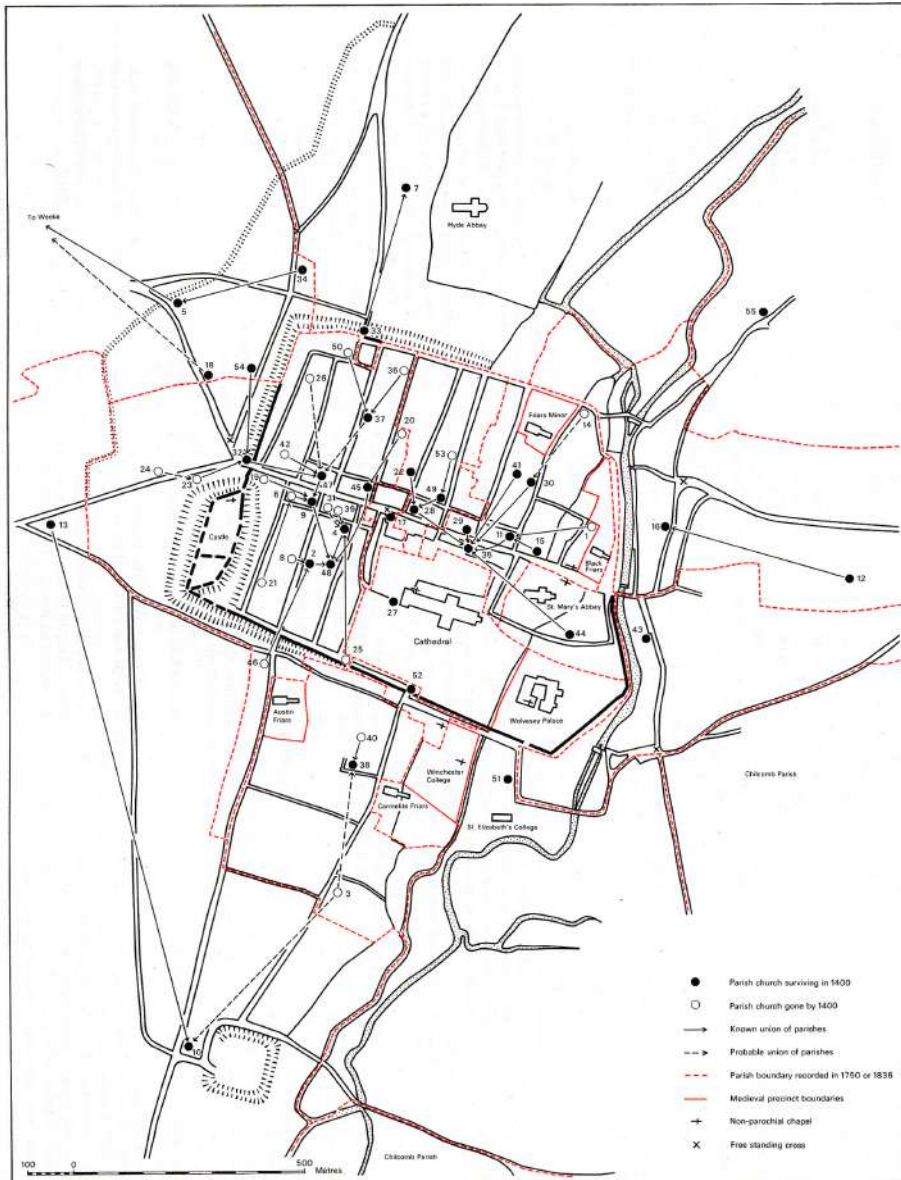 7
Hyde Abbey
To Weeke
34
5
55
33
50
18
54
26
36
Friars Minor
14
37
20
42
53
32
24
41
22
47
30
23
19
45
49
6
31
39
28
16
13
9
17
29
11
4
35
15
1
Castle
Black Friars
8
2
12
48
21
St. Mary's Abbey
27
43
Cathedral
44
25
46
52
Wolvesey Palace
Austin Friars
40
38
Winchester College
51
Chilcomb Parish
Carmelite Friars
St. Elizabeth's College
3
Parish church surviving in 1400
Parish church gone by 1400
Known union of parishes
Probable union of parishes
10
Parish boundary recorded in 1750 or 1836
Medieval precinct boundaries
Non-parochial chapel
Free standing cross
Chilcomb Parish
100 0 500 Metres